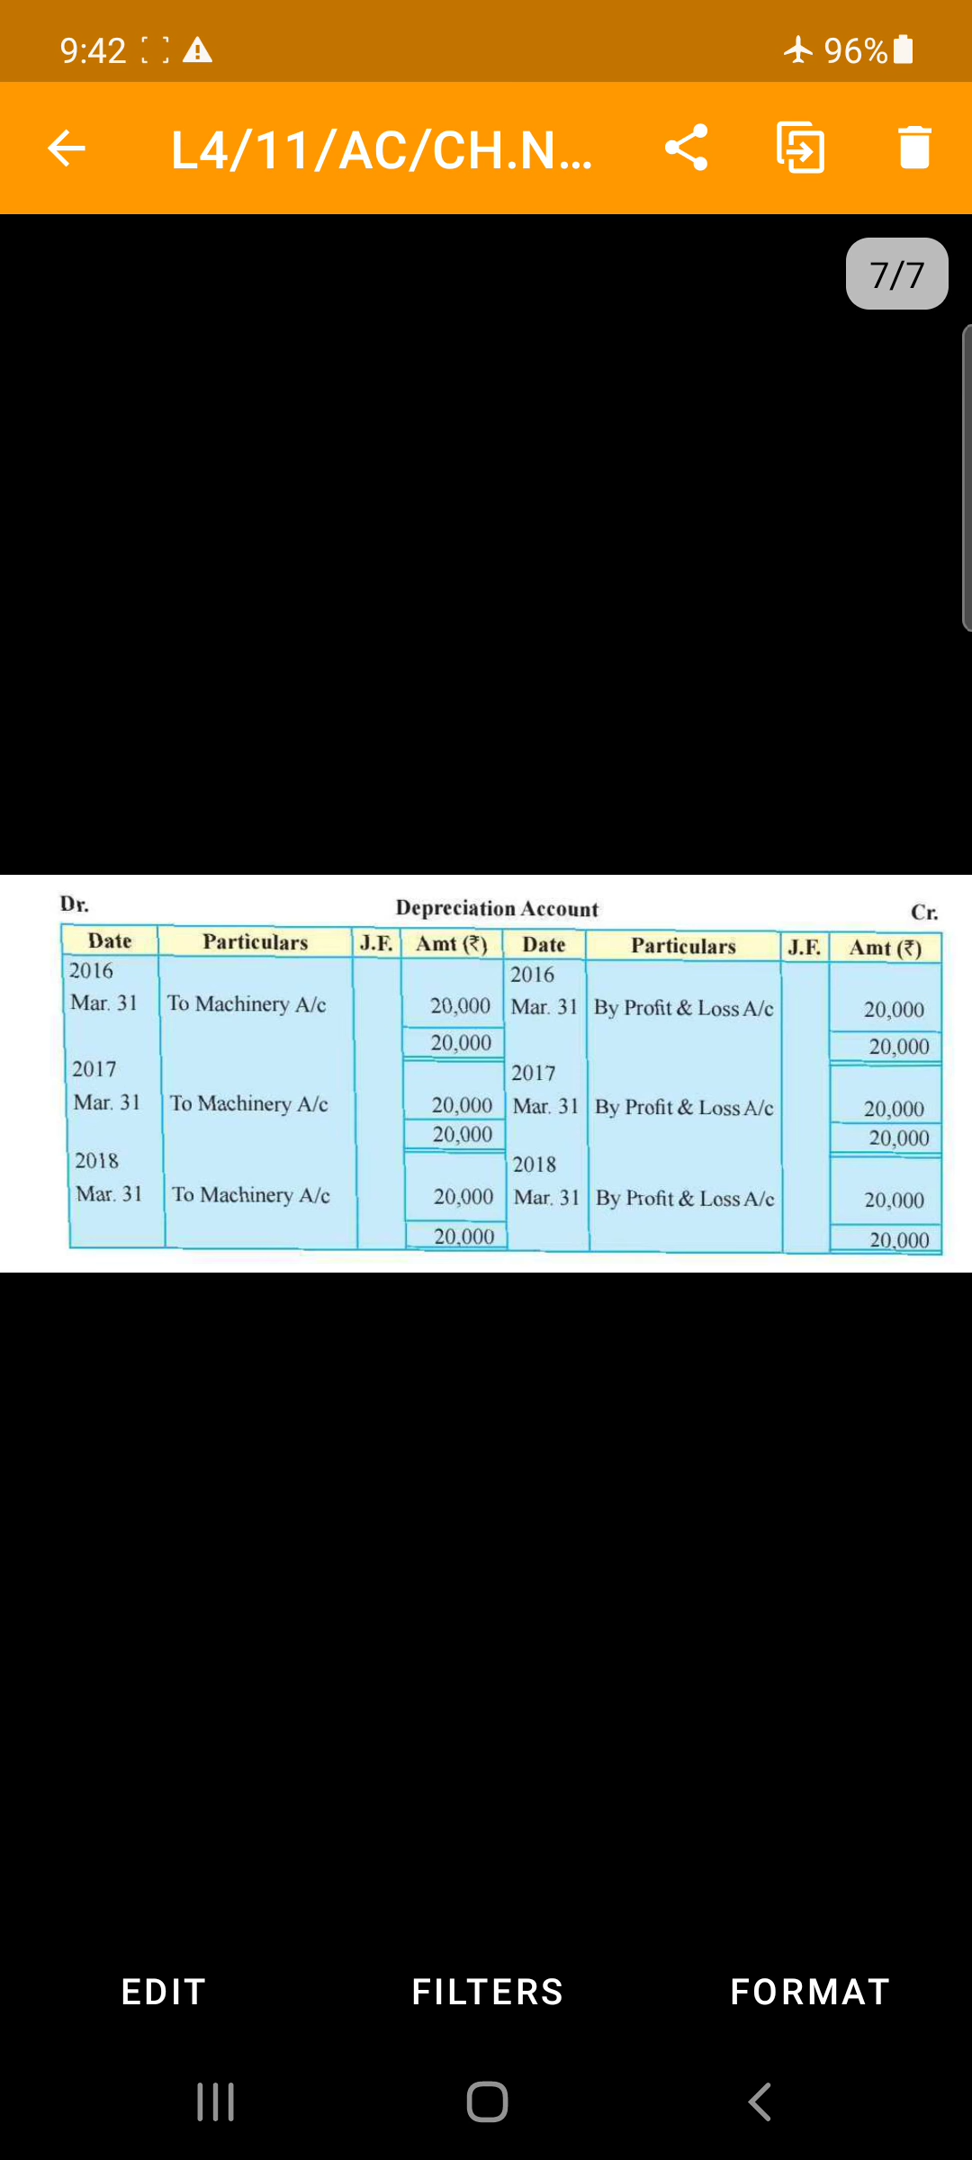 9:42 96%
L4/11/AC/CH.N...
7/7
Dr. Depreciation Account Cr.
Date Particulars J.F. Amt (₹) Date Particulars J.F. Amt (₹)
2016 2016
Mar. 31 To Machinery A/c 20,000 Mar. 31 By Profit & Loss A/c 20,000
20,000 20,000
2017 2017
Mar. 31 To Machinery A/c 20,000 Mar. 31 By Profit & Loss A/c 20,000
20,000 20,000
2018 2018
Mar. 31 To Machinery A/c 20,000 Mar. 31 By Profit & Loss A/c 20,000
20,000 20,000
EDIT FILTERS FORMAT